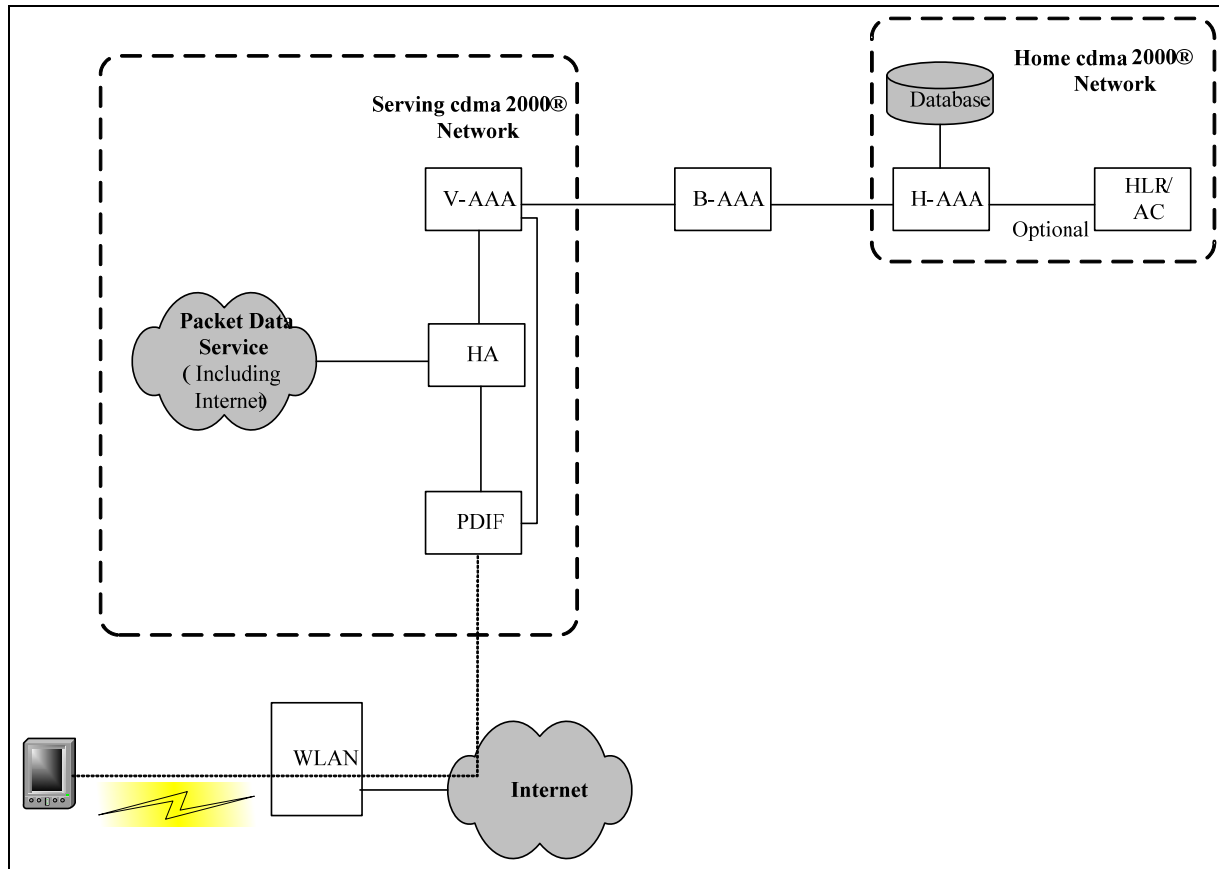 Home cdma 2000®
Network
Database
Serving cdma 2000®
Network
V-AAA
B-AAA
H-AAA
HLR/
AC
Optional
Packet Data
Service
( Including
Internet)
HA
PDIF
WLAN
Internet